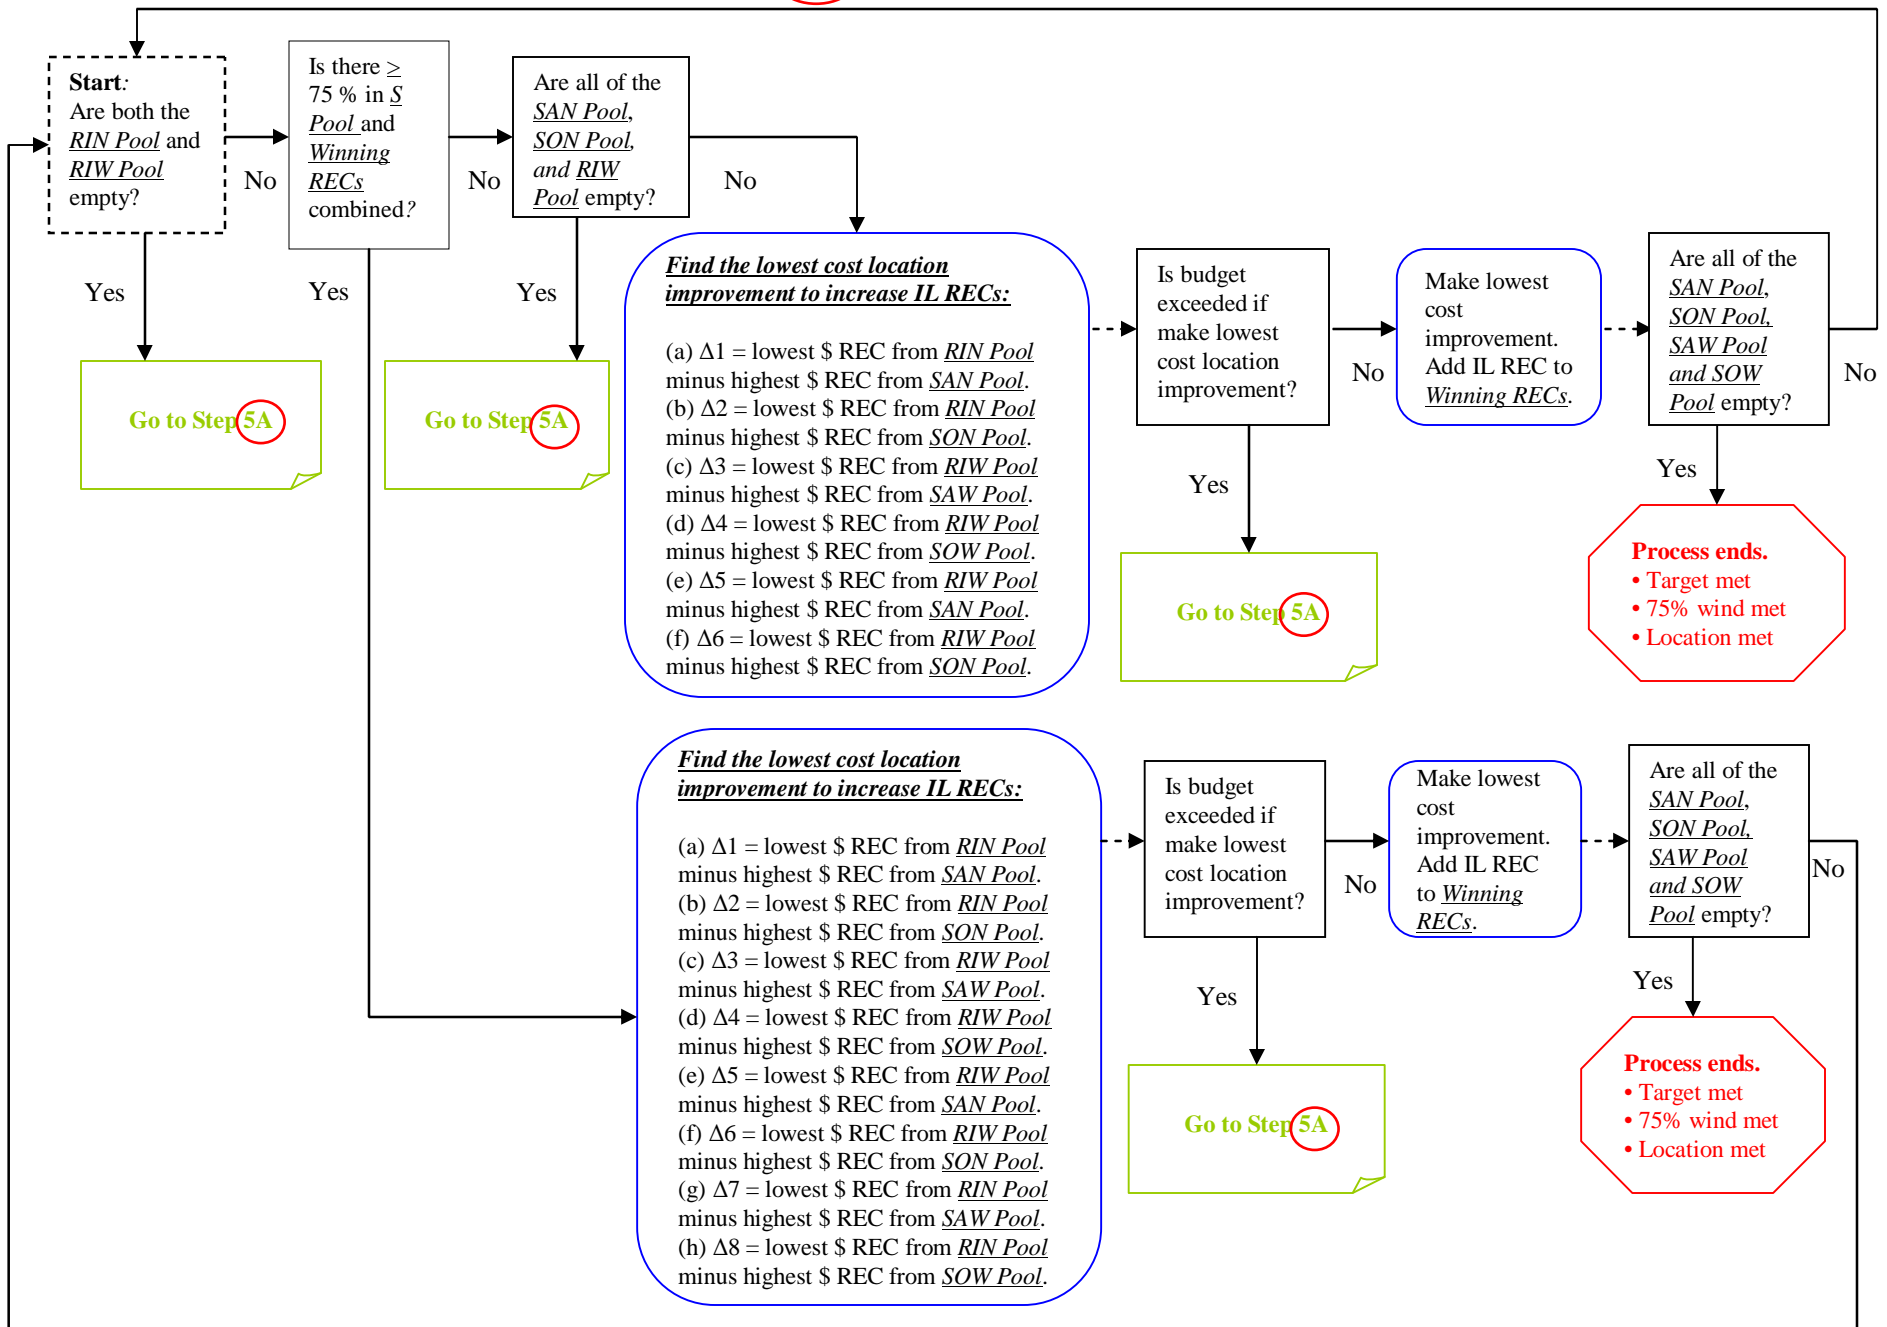 Start:
Are both the
RIN Pool and
RIW Pool
empty?
No
Yes
Go to Step 5A
Is there ≥
75 % in S
Pool and
Winning
RECs
combined?
No
Yes
Are all of the
SAN Pool,
SON Pool,
and RIW
Pool empty?
No
Yes
Go to Step 5A
Find the lowest cost location
improvement to increase IL RECs:
(a) Δ1 = lowest $ REC from RIN Pool
minus highest $ REC from SAN Pool.
(b) Δ2 = lowest $ REC from RIN Pool
minus highest $ REC from SON Pool.
(c) Δ3 = lowest $ REC from RIW Pool
minus highest $ REC from SAW Pool.
(d) Δ4 = lowest $ REC from RIW Pool
minus highest $ REC from SOW Pool.
(e) Δ5 = lowest $ REC from RIW Pool
minus highest $ REC from SAN Pool.
(f) Δ6 = lowest $ REC from RIW Pool
minus highest $ REC from SON Pool.
Is budget
exceeded if
make lowest
cost location
improvement?
No
Yes
Go to Step 5A
Make lowest
cost
improvement.
Add IL REC to
Winning RECs.
Are all of the
SAN Pool,
SON Pool,
SAW Pool
and SOW
Pool empty?
No
Yes
Process ends.
• Target met
• 75% wind met
• Location met
Find the lowest cost location
improvement to increase IL RECs:
(a) Δ1 = lowest $ REC from RIN Pool
minus highest $ REC from SAN Pool.
(b) Δ2 = lowest $ REC from RIN Pool
minus highest $ REC from SON Pool.
(c) Δ3 = lowest $ REC from RIW Pool
minus highest $ REC from SAW Pool.
(d) Δ4 = lowest $ REC from RIW Pool
minus highest $ REC from SOW Pool.
(e) Δ5 = lowest $ REC from RIW Pool
minus highest $ REC from SAN Pool.
(f) Δ6 = lowest $ REC from RIW Pool
minus highest $ REC from SON Pool.
(g) Δ7 = lowest $ REC from RIN Pool
minus highest $ REC from SAW Pool.
(h) Δ8 = lowest $ REC from RIN Pool
minus highest $ REC from SOW Pool.
Is budget
exceeded if
make lowest
cost location
improvement?
No
Yes
Go to Step 5A
Make lowest
cost
improvement.
Add IL REC
to Winning
RECs.
Are all of the
SAN Pool,
SON Pool,
SAW Pool
and SOW
Pool empty?
No
Yes
Process ends.
• Target met
• 75% wind met
• Location met